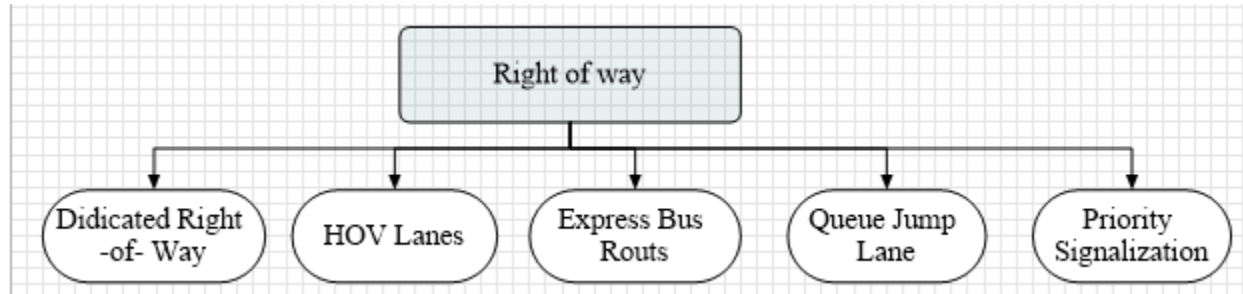 Right of way
Didicated Right
-of- Way
HOV Lanes
Express Bus
Routs
Queue Jump
Lane
Priority
Signalization